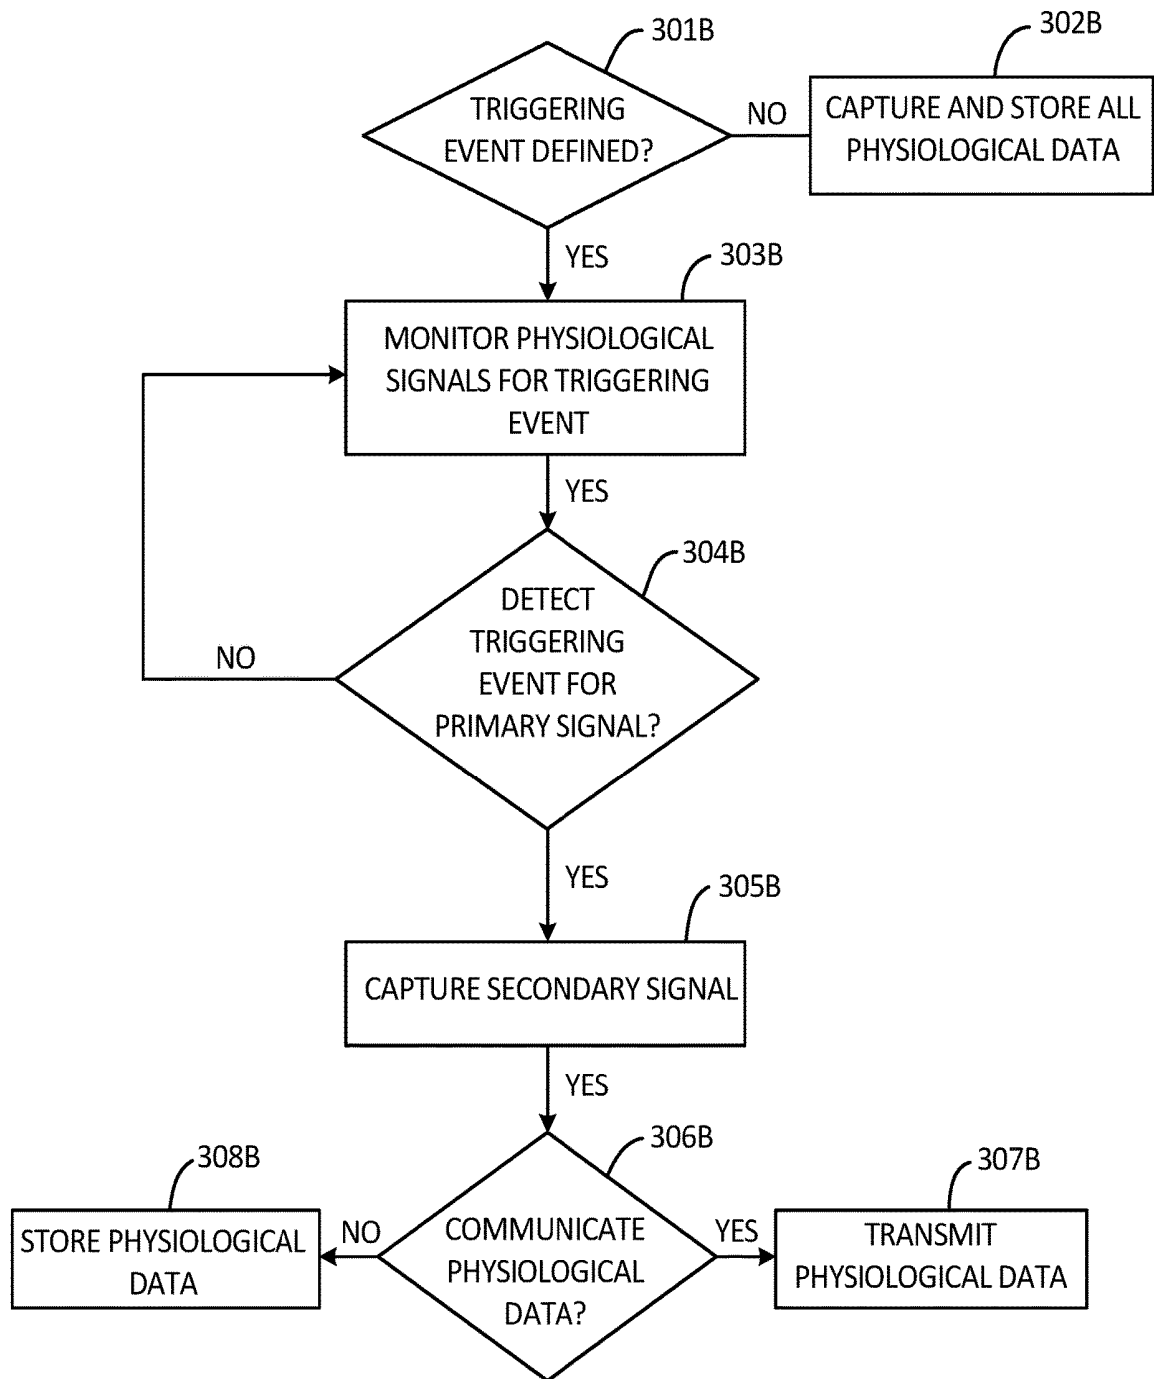 301B
302B
TRIGGERING
EVENT DEFINED?
NO
CAPTURE AND STORE ALL
PHYSIOLOGICAL DATA
YES
303B
MONITOR PHYSIOLOGICAL
SIGNALS FOR TRIGGERING
EVENT
YES
304B
DETECT
TRIGGERING
EVENT FOR
PRIMARY SIGNAL?
NO
YES
305B
CAPTURE SECONDARY SIGNAL
YES
306B
308B
307B
STORE PHYSIOLOGICAL
DATA
NO
COMMUNICATE
PHYSIOLOGICAL
DATA?
YES
TRANSMIT
PHYSIOLOGICAL DATA